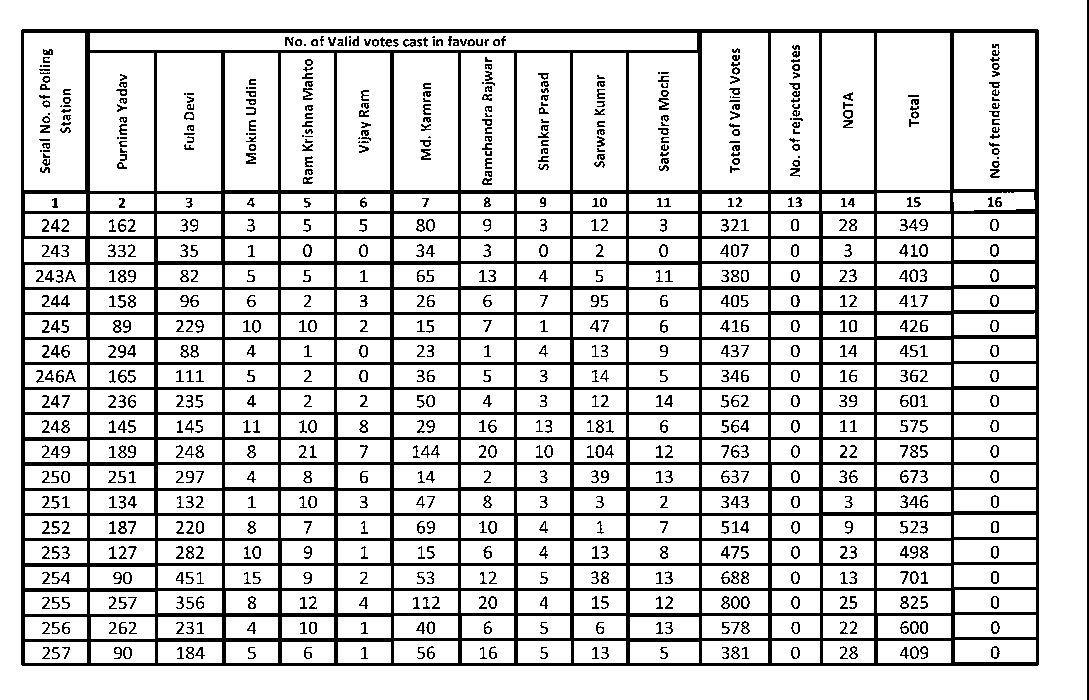 No. of Valid votes cast in favour of
Serial No. of Polling Station | Purnima Yadav | Fula Devi | Mokim Uddin | Ram Krishna Mahto | Vijay Ram | Md. Kamran | Ramchandra Rajwar | Shankar Prasad | Sarwan Kumar | Satendra Mochi | Total of Valid Votes | No. of rejected votes | NOTA | Total | No.of tendered votes
1 2 3 4 5 6 7 8 9 10 11 12 13 14 15 16
242 162 39 3 5 5 80 9 3 12 3 321 0 28 349 0
243 332 35 1 0 0 34 3 0 2 0 407 0 3 410 0
243A 189 82 5 5 1 65 13 4 5 11 380 0 23 403 0
244 158 96 6 2 3 26 6 7 95 6 405 0 12 417 0
245 89 229 10 10 2 15 7 1 47 6 416 0 10 426 0
246 294 88 4 1 0 23 1 4 13 9 437 0 14 451 0
246A 165 111 5 2 0 36 5 3 14 5 346 0 16 362 0
247 236 235 4 2 2 50 4 3 12 14 562 0 39 601 0
248 145 145 11 10 8 29 16 13 181 6 564 0 11 575 0
249 189 248 8 21 7 144 20 10 104 12 763 0 22 785 0
250 251 297 4 8 6 14 2 3 39 13 637 0 36 673 0
251 134 132 1 10 3 47 8 3 3 2 343 0 3 346 0
252 187 220 8 7 1 69 10 4 1 7 514 0 9 523 0
253 127 282 10 9 1 15 6 4 13 8 475 0 23 498 0
254 90 451 15 9 2 53 12 5 38 13 688 0 13 701 0
255 257 356 8 12 4 112 20 4 15 12 800 0 25 825 0
256 262 231 4 10 1 40 6 5 6 13 578 0 22 600 0
257 90 184 5 6 1 56 16 5 13 5 381 0 28 409 0